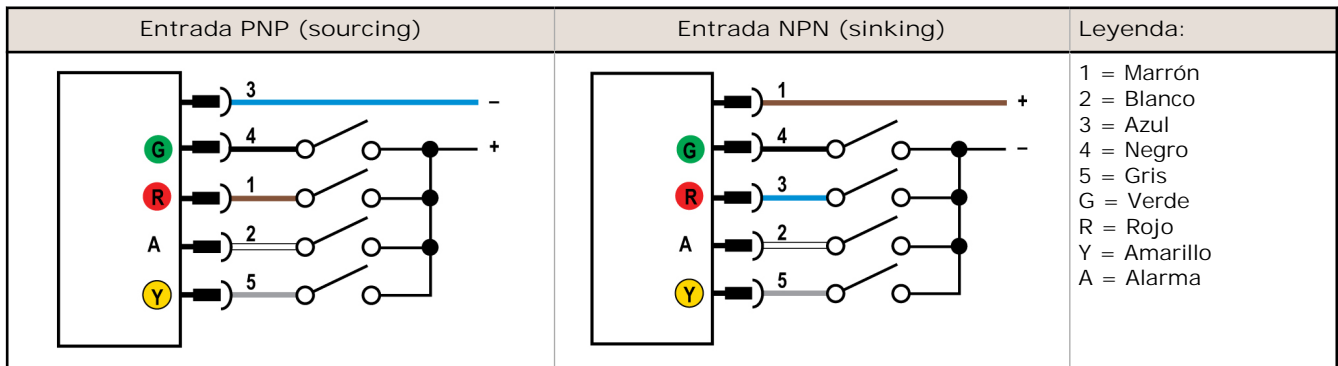 Entrada PNP (sourcing)
Entrada NPN (sinking)
Leyenda:
3 –
G 4 +
R 1
A 2
Y 5
1 +
G 4 –
R 3
A 2
Y 5
1 = Marrón
2 = Blanco
3 = Azul
4 = Negro
5 = Gris
G = Verde
R = Rojo
Y = Amarillo
A = Alarma